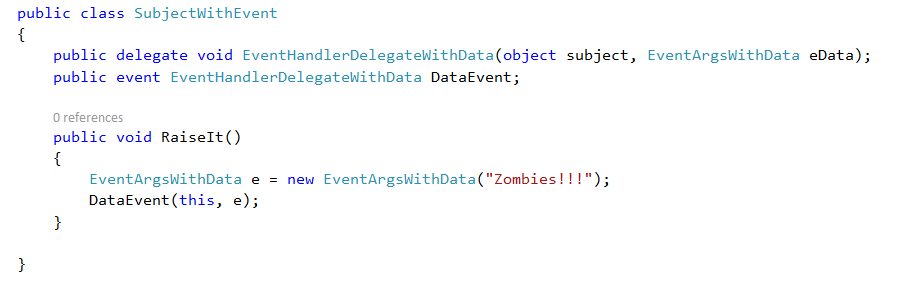 public class SubjectWithEvent
{
    public delegate void EventHandlerDelegateWithData(object subject, EventArgsWithData eData);
    public event EventHandlerDelegateWithData DataEvent;
    0 references
    public void RaiseIt()
    {
        EventArgsWithData e = new EventArgsWithData("Zombies!!!");
        DataEvent(this, e);
    }
}